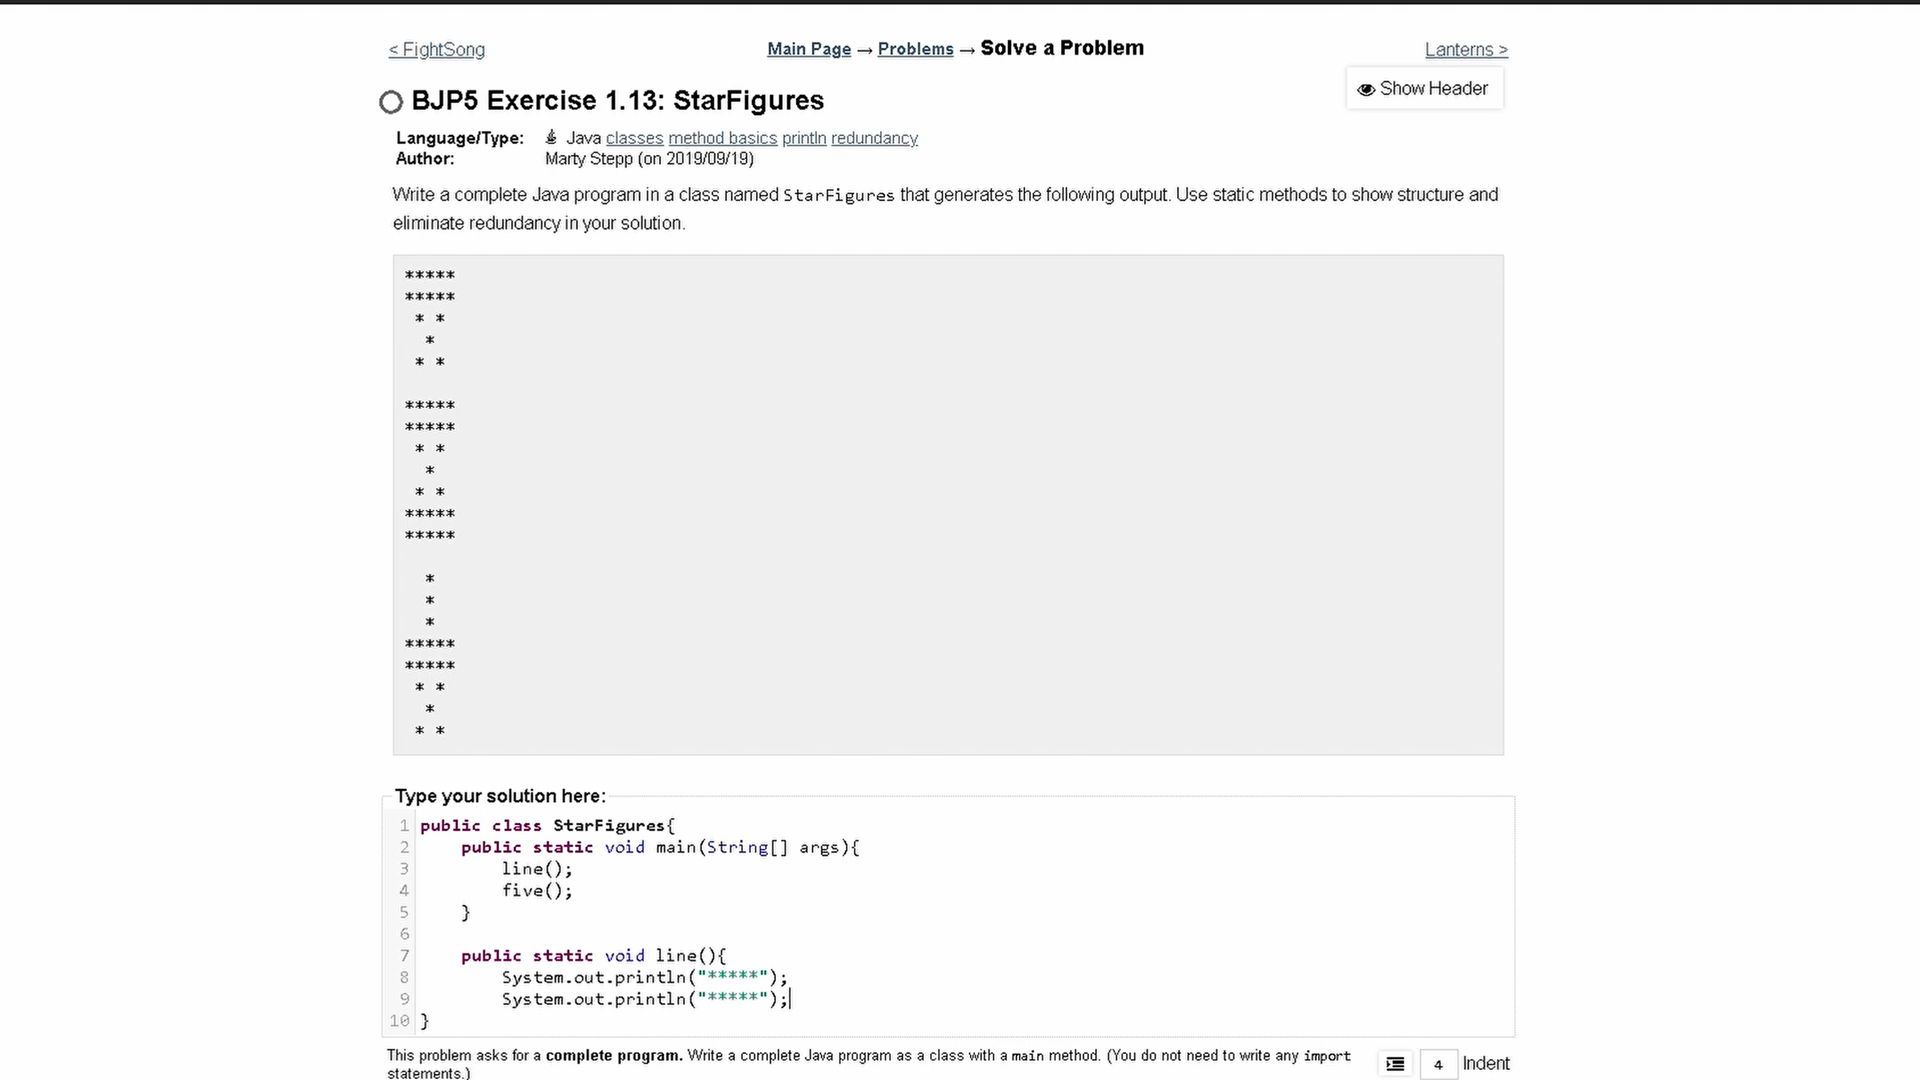 < FightSong
Main Page → Problems → Solve a Problem
Lanterns >
Show Header
BJP5 Exercise 1.13: StarFigures
Language/Type: Java classes method basics println redundancy
Author: Marty Stepp (on 2019/09/19)
Write a complete Java program in a class named StarFigures that generates the following output. Use static methods to show structure and
eliminate redundancy in your solution.
*****
*****
 * *
  *
 * *

*****
*****
 * *
  *
 * *
*****
*****

  *
  *
  *
*****
*****
 * *
  *
 * *
Type your solution here:
1 public class StarFigures{
2     public static void main(String[] args){
3         line();
4         five();
5     }
6
7     public static void line(){
8         System.out.println("*****");
9         System.out.println("*****");
10 }
This problem asks for a complete program. Write a complete Java program as a class with a main method. (You do not need to write any import
statements.)
4 Indent